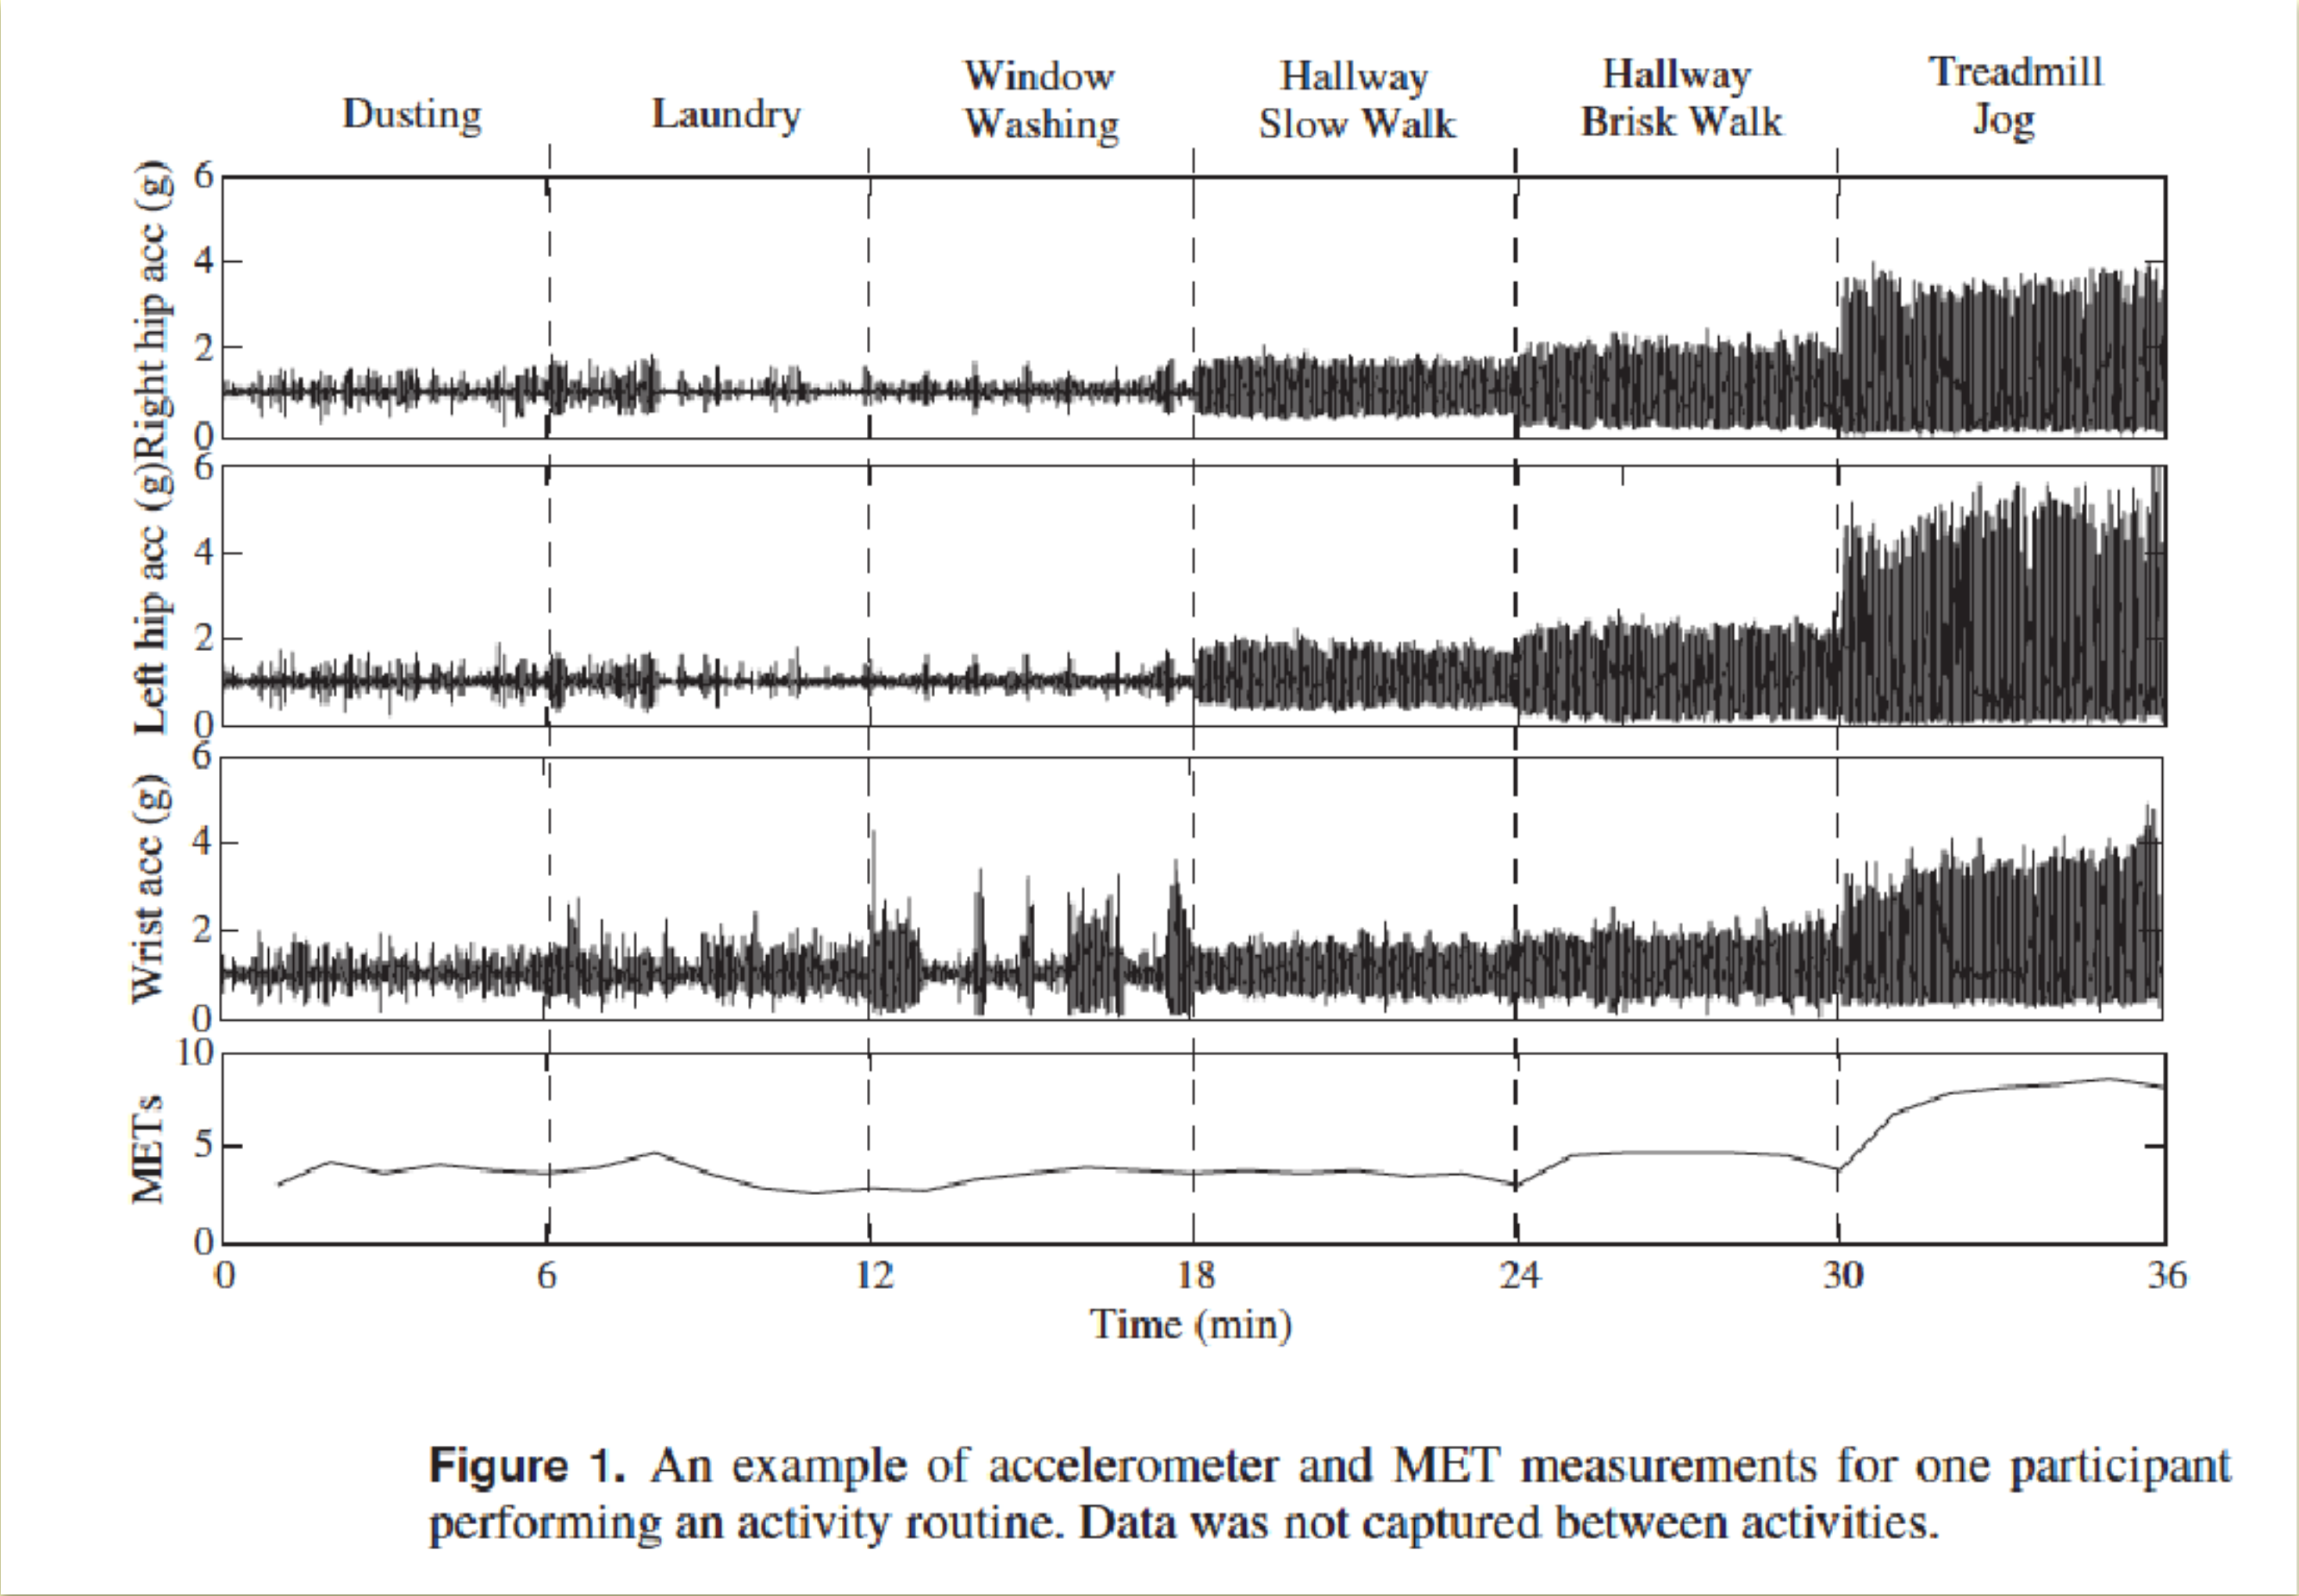 Dusting
Laundry
Window
Washing
Hallway
Slow Walk
Hallway
Brisk Walk
Treadmill
Jog
Right hip acc (g)
6
4
2
0
Left hip acc (g)
6
4
2
0
Wrist acc (g)
6
4
2
0
METs
10
5
0
0 6 12 18 24 30 36
Time (min)
Figure 1. An example of accelerometer and MET measurements for one participant
performing an activity routine. Data was not captured between activities.